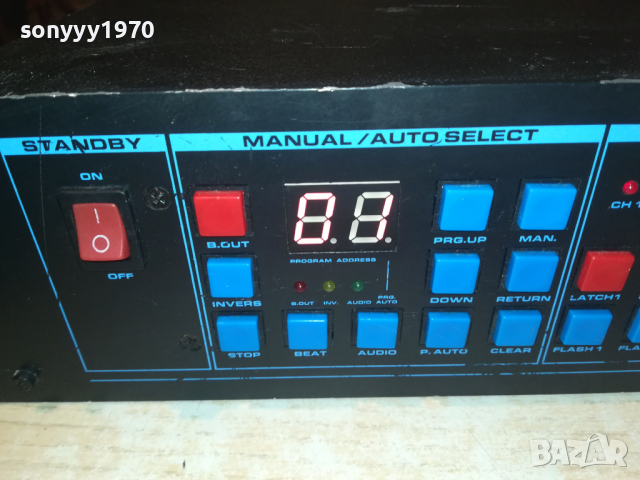 sonyyy1970
STANDBY
ON
I
O
OFF
MANUAL / AUTO SELECT
B.OUT
PROGRAM ADDRESS
PRG.UP
MAN.
CH 1
INVERS
B.OUT INV. AUDIO PRG. AUTO
DOWN
RETURN
LATCH1
STOP
BEAT
AUDIO
P. AUTO
CLEAR
FLASH 1
FLA
BAZAR